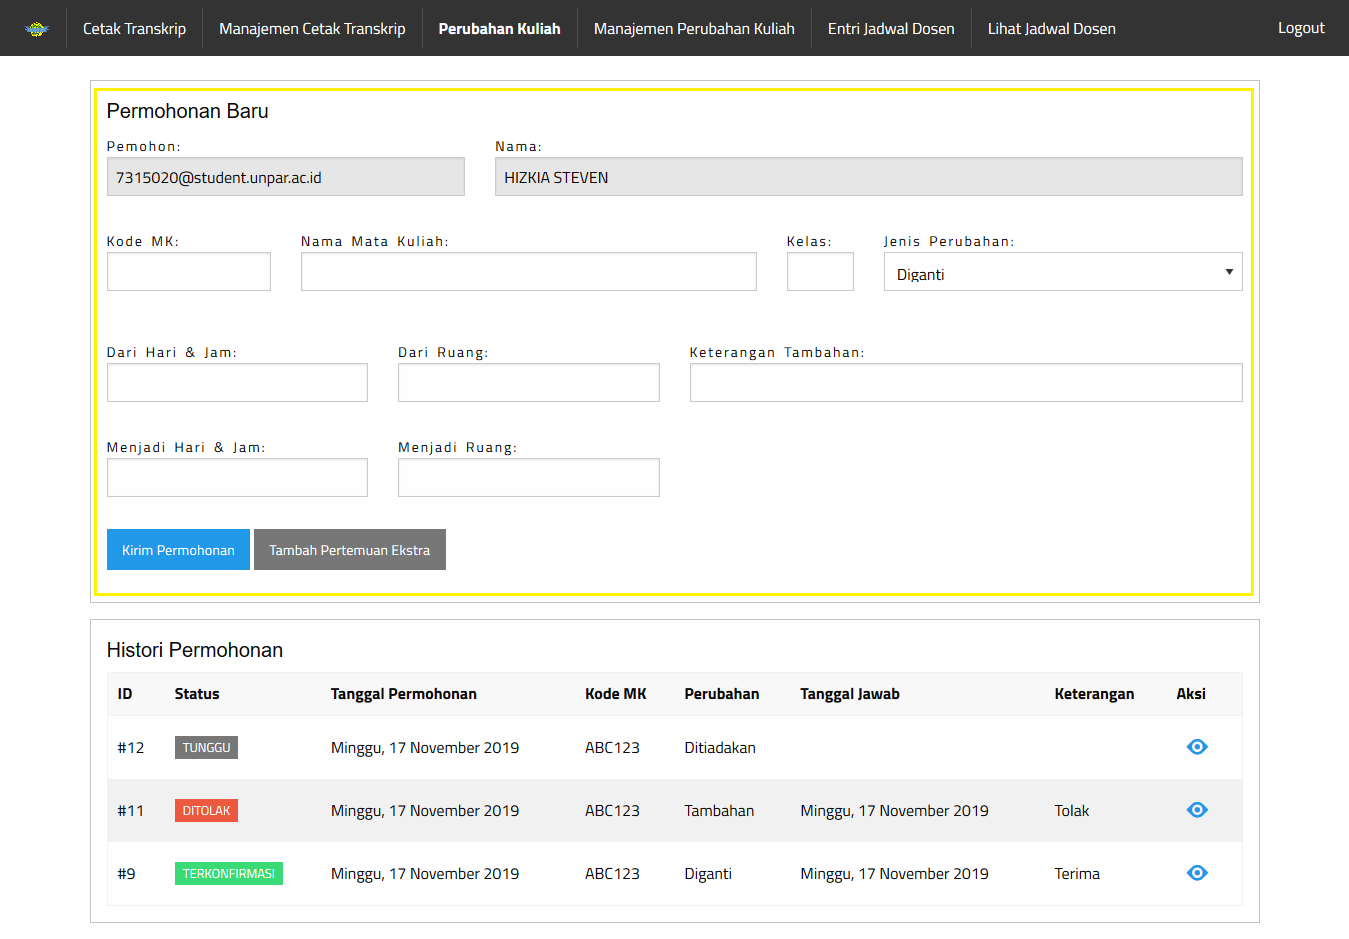 Cetak Transkrip Manajemen Cetak Transkrip Perubahan Kuliah Manajemen Perubahan Kuliah Entri Jadwal Dosen Lihat Jadwal Dosen Logout
Permohonan Baru
Pemohon: Nama:
7315020@student.unpar.ac.id HIZKIA STEVEN
Kode MK: Nama Mata Kuliah: Kelas: Jenis Perubahan:
Diganti
Dari Hari & Jam: Dari Ruang: Keterangan Tambahan:
Menjadi Hari & Jam: Menjadi Ruang:
Kirim Permohonan Tambah Pertemuan Ekstra
Histori Permohonan
ID Status Tanggal Permohonan Kode MK Perubahan Tanggal Jawab Keterangan Aksi
#12 TUNGGU Minggu, 17 November 2019 ABC123 Ditiadakan
#11 DITOLAK Minggu, 17 November 2019 ABC123 Tambahan Minggu, 17 November 2019 Tolak
#9 TERKONFIRMASI Minggu, 17 November 2019 ABC123 Diganti Minggu, 17 November 2019 Terima